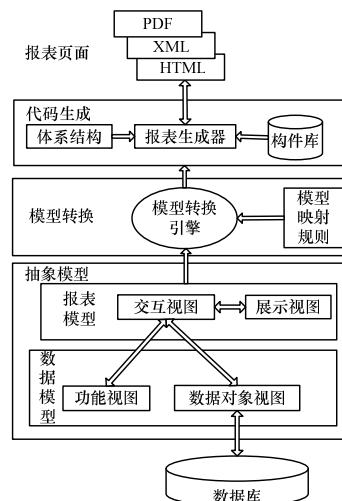 PDF
报表页面
XML
HTML
代码生成
体系结构
报表生成器
构件库
模型转换
模型转换
引擎
模型
映射
规则
抽象模型
报表
模型
交互视图
展示视图
数
据
模
型
功能视图
数据对象视图
数据库